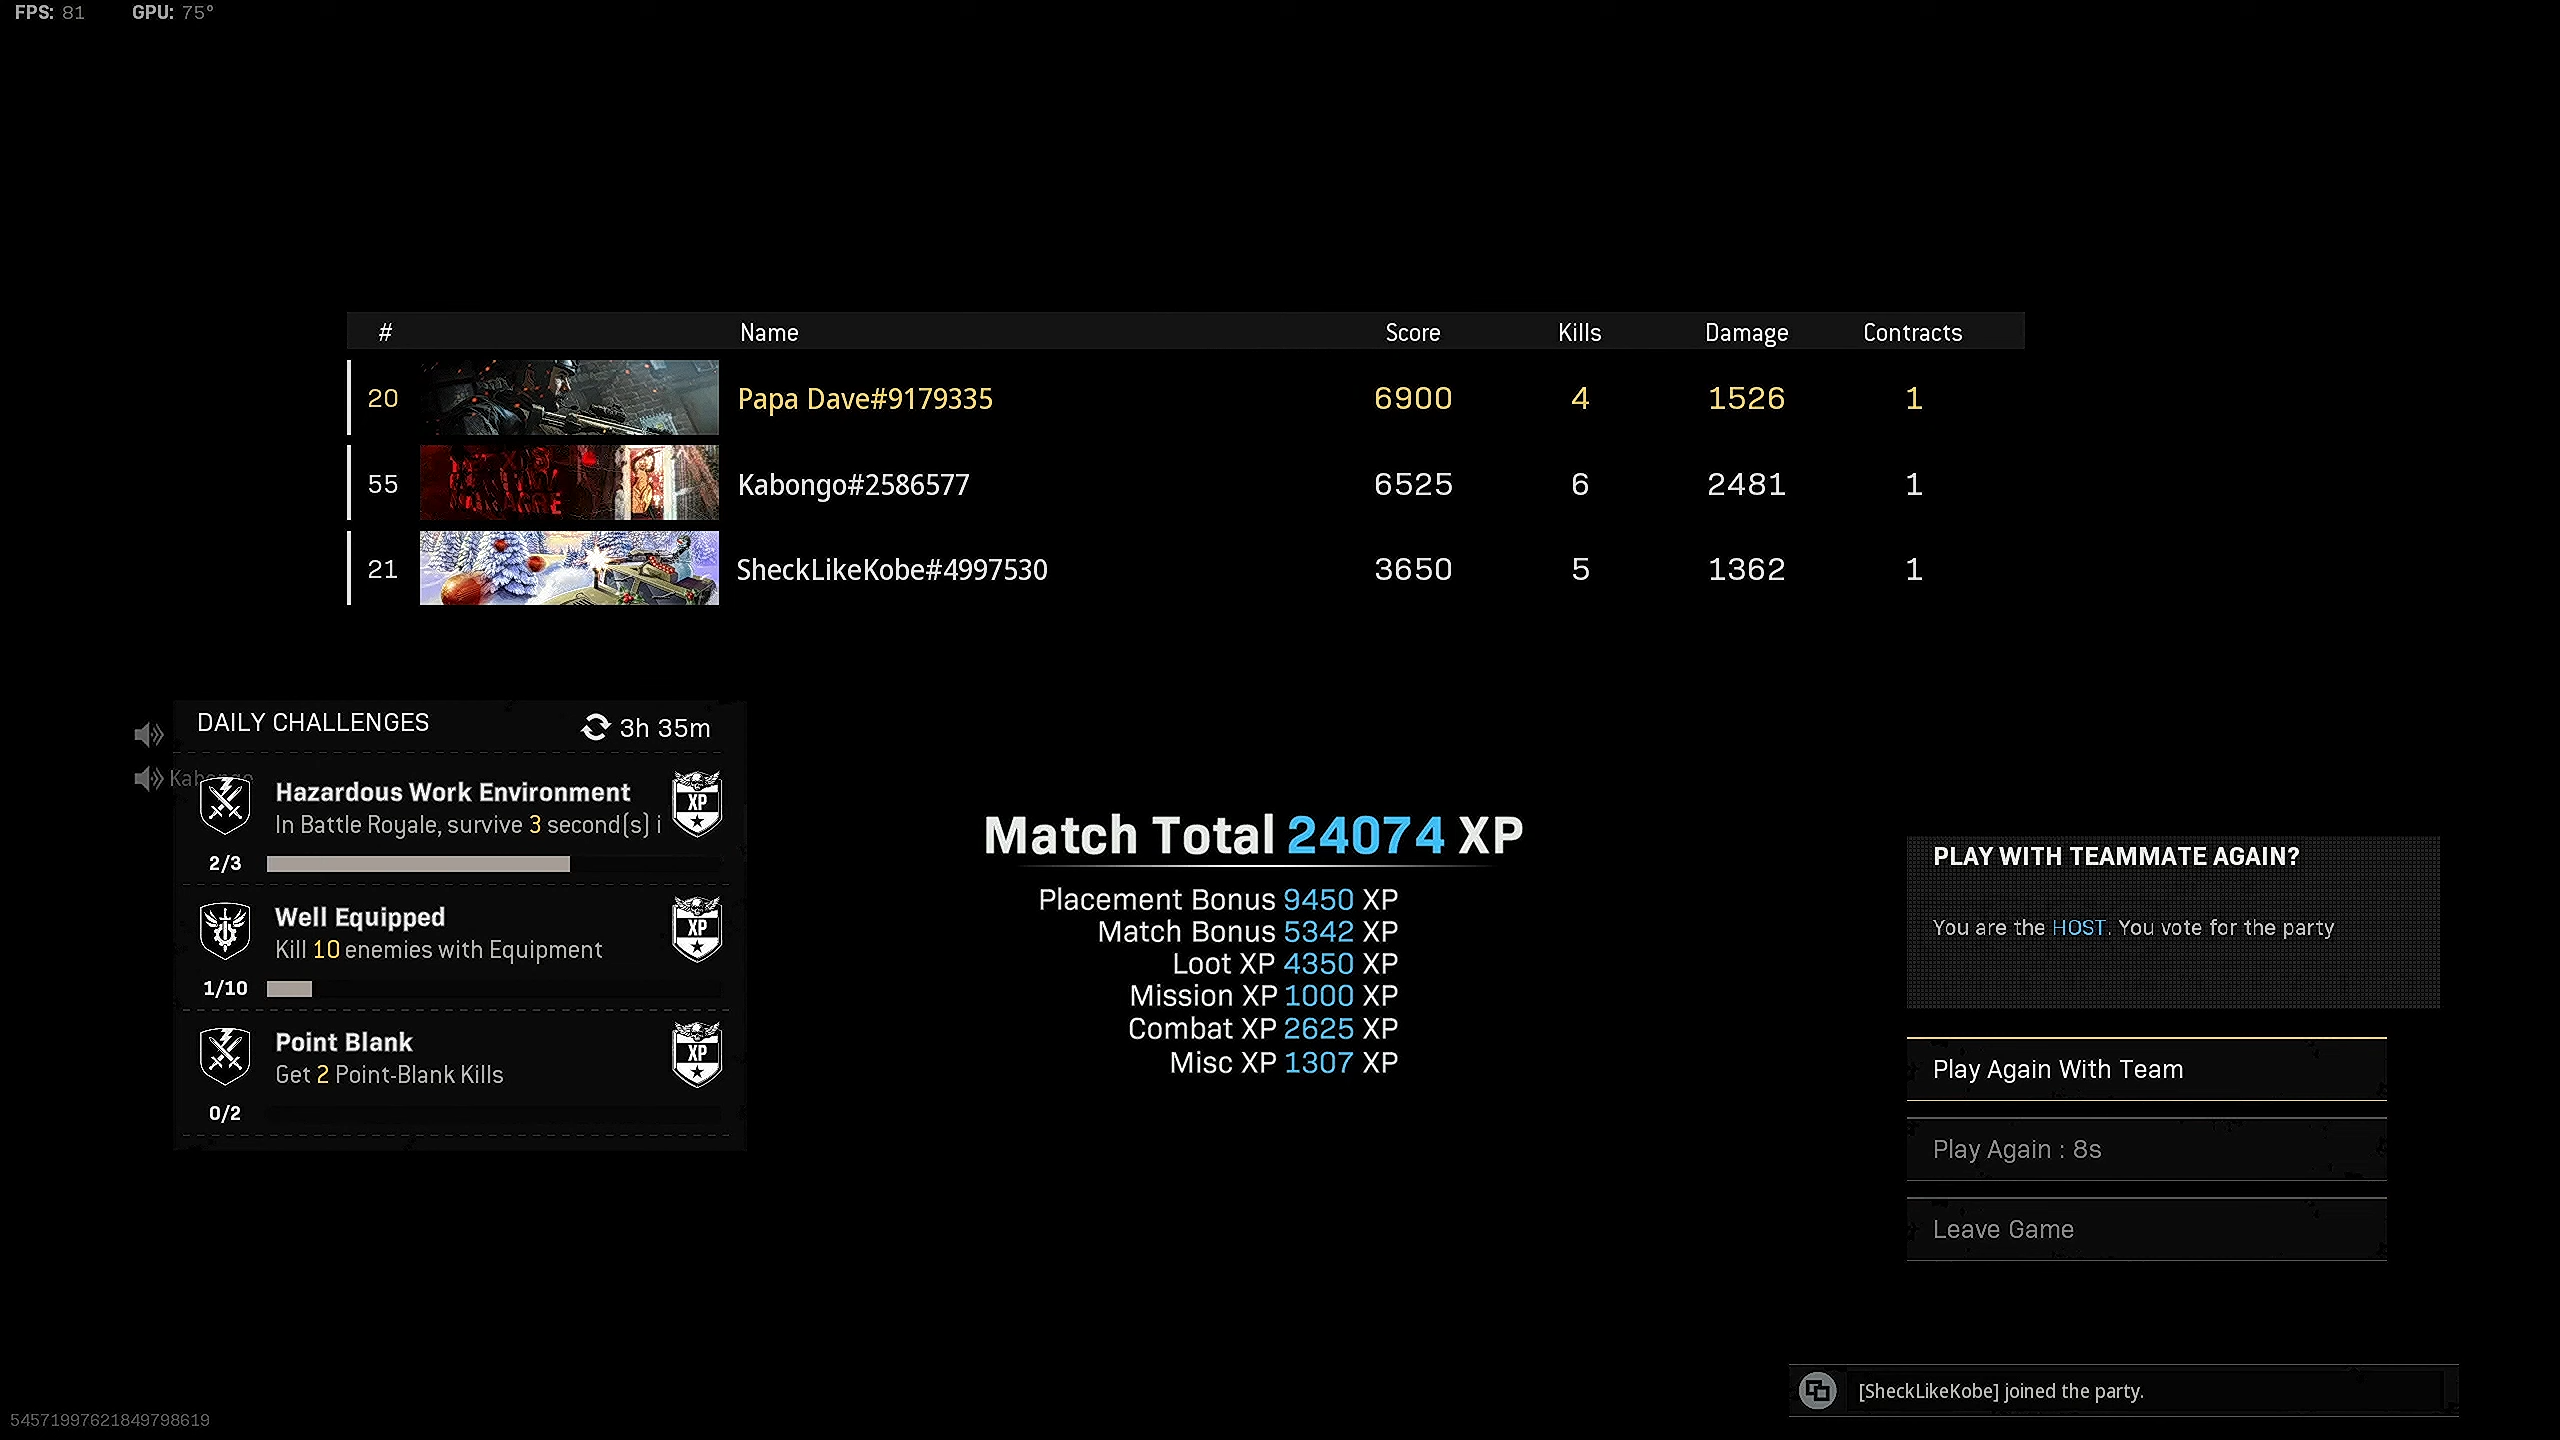 FPS: 81 GPU: 75°
# Name Score Kills Damage Contracts
20 Papa Dave#9179335 6900 4 1526 1
55 Kabongo#2586577 6525 6 2481 1
21 SheckLikeKobe#4997530 3650 5 1362 1
DAILY CHALLENGES 3h 35m
Kabongo
Hazardous Work Environment
XP
In Battle Royale, survive 3 second(s) i
2/3
Well Equipped
XP
Kill 10 enemies with Equipment
1/10
Point Blank
XP
Get 2 Point-Blank Kills
0/2
Match Total 24074 XP
Placement Bonus 9450 XP
Match Bonus 5342 XP
Loot XP 4350 XP
Mission XP 1000 XP
Combat XP 2625 XP
Misc XP 1307 XP
PLAY WITH TEAMMATE AGAIN?
You are the HOST. You vote for the party
Play Again With Team
Play Again : 8s
Leave Game
[SheckLikeKobe] joined the party.
54571997621849798619